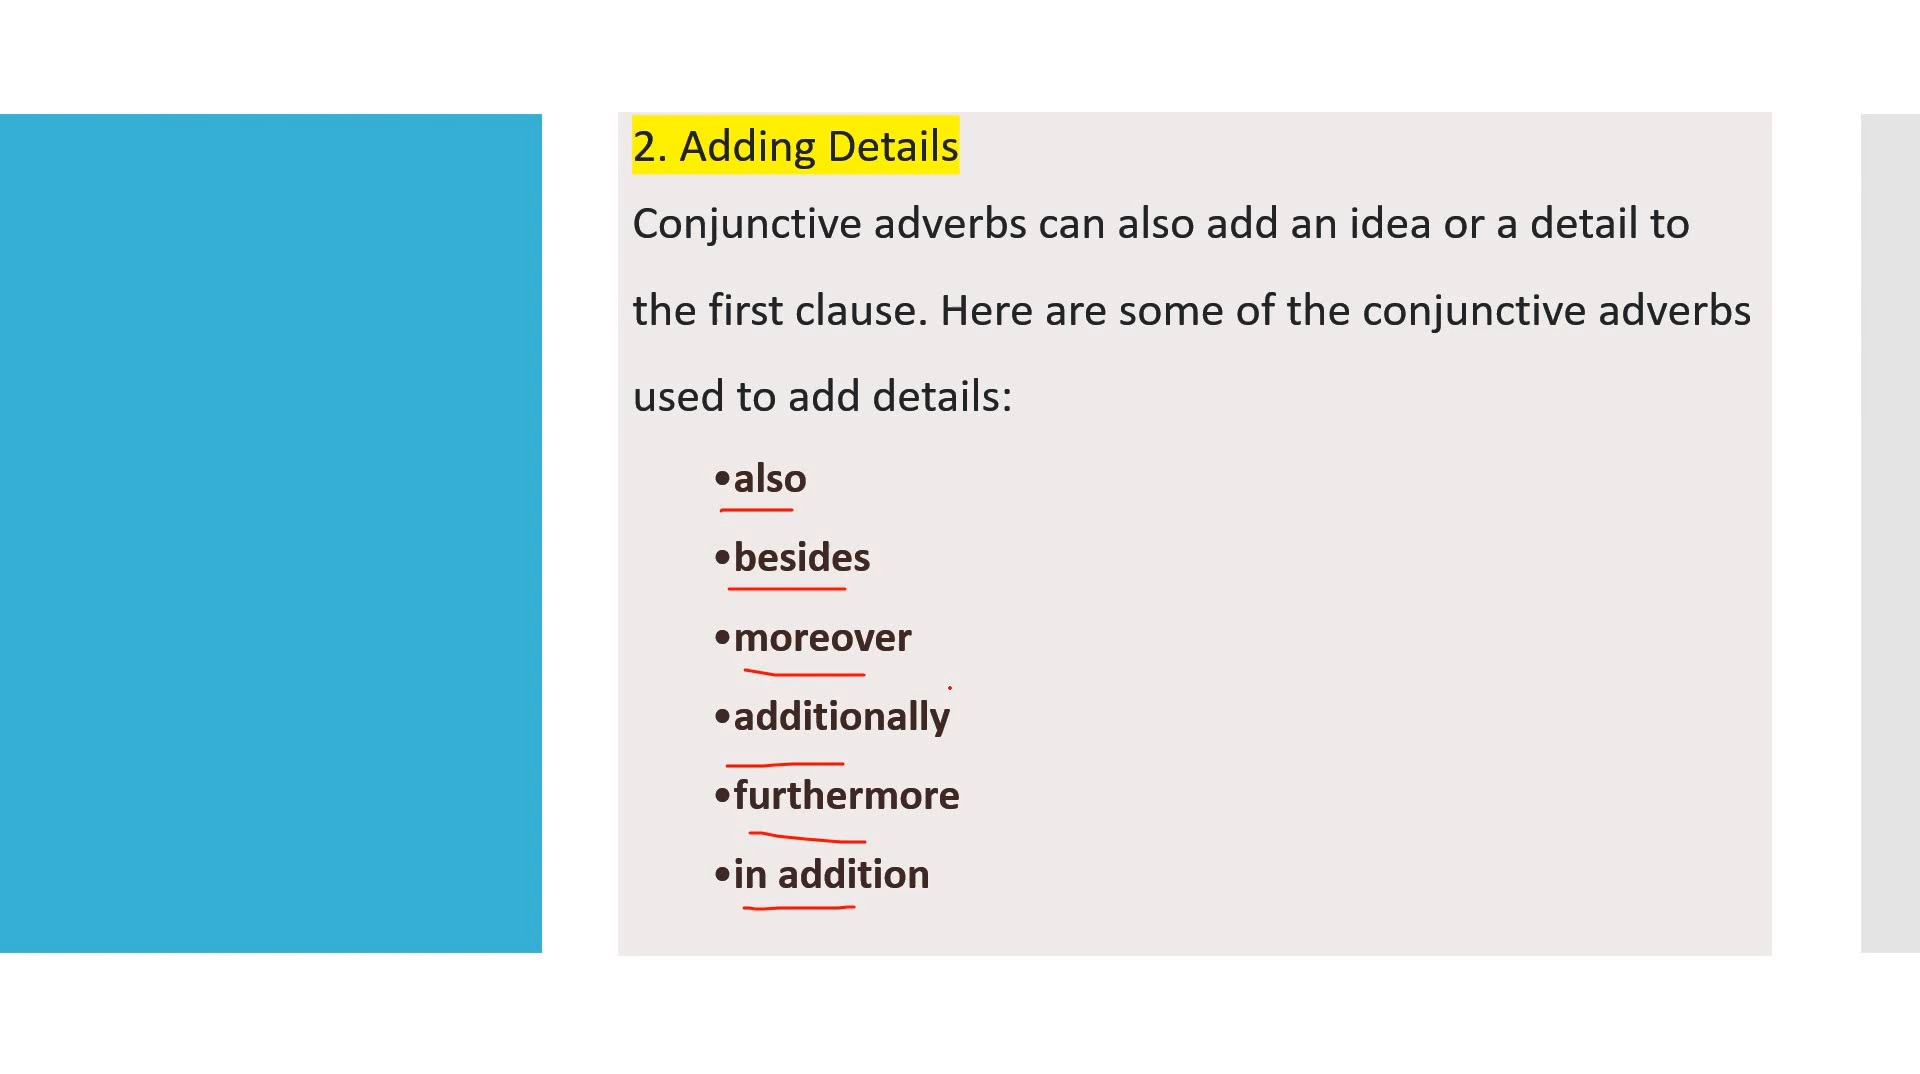 2. Adding Details
Conjunctive adverbs can also add an idea or a detail to
the first clause. Here are some of the conjunctive adverbs
used to add details:
•also
•besides
•moreover
•additionally
•furthermore
•in addition